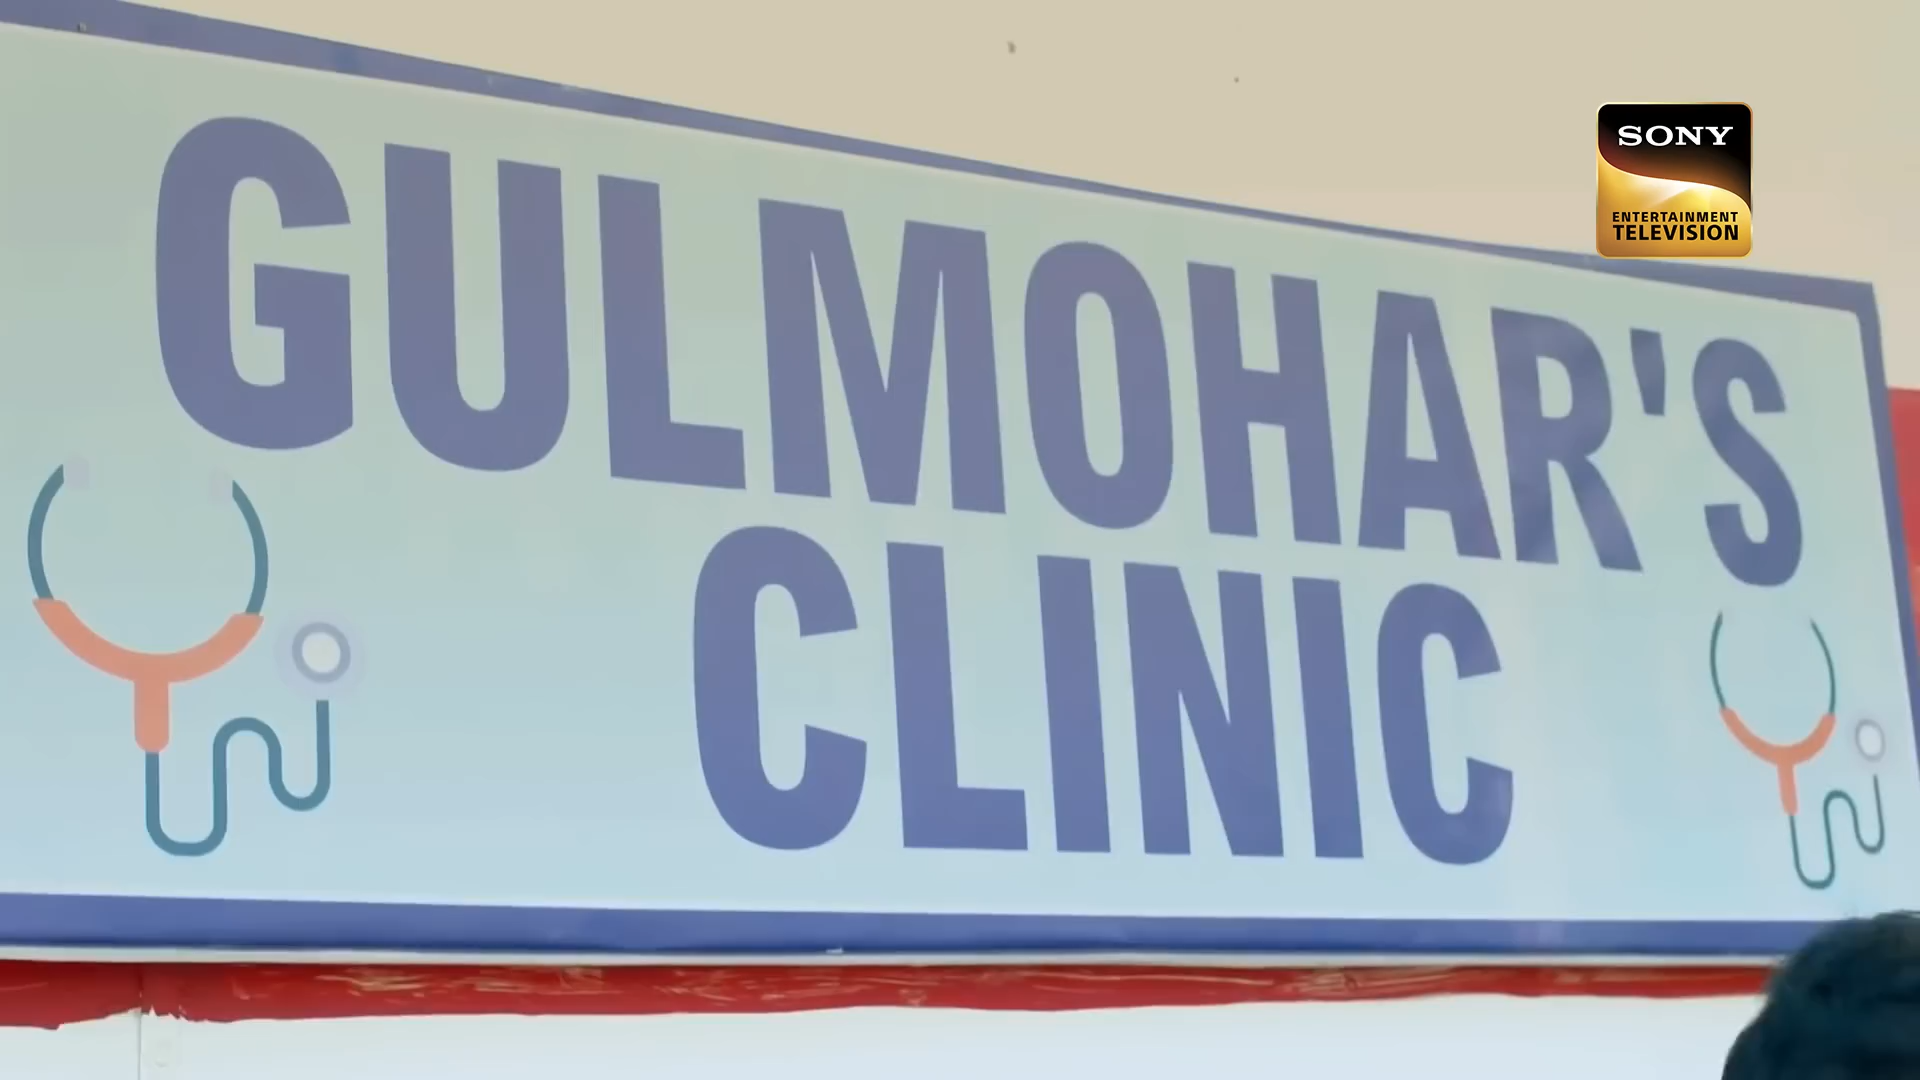 GULMOHAR'S
CLINIC
SONY
ENTERTAINMENT
TELEVISION